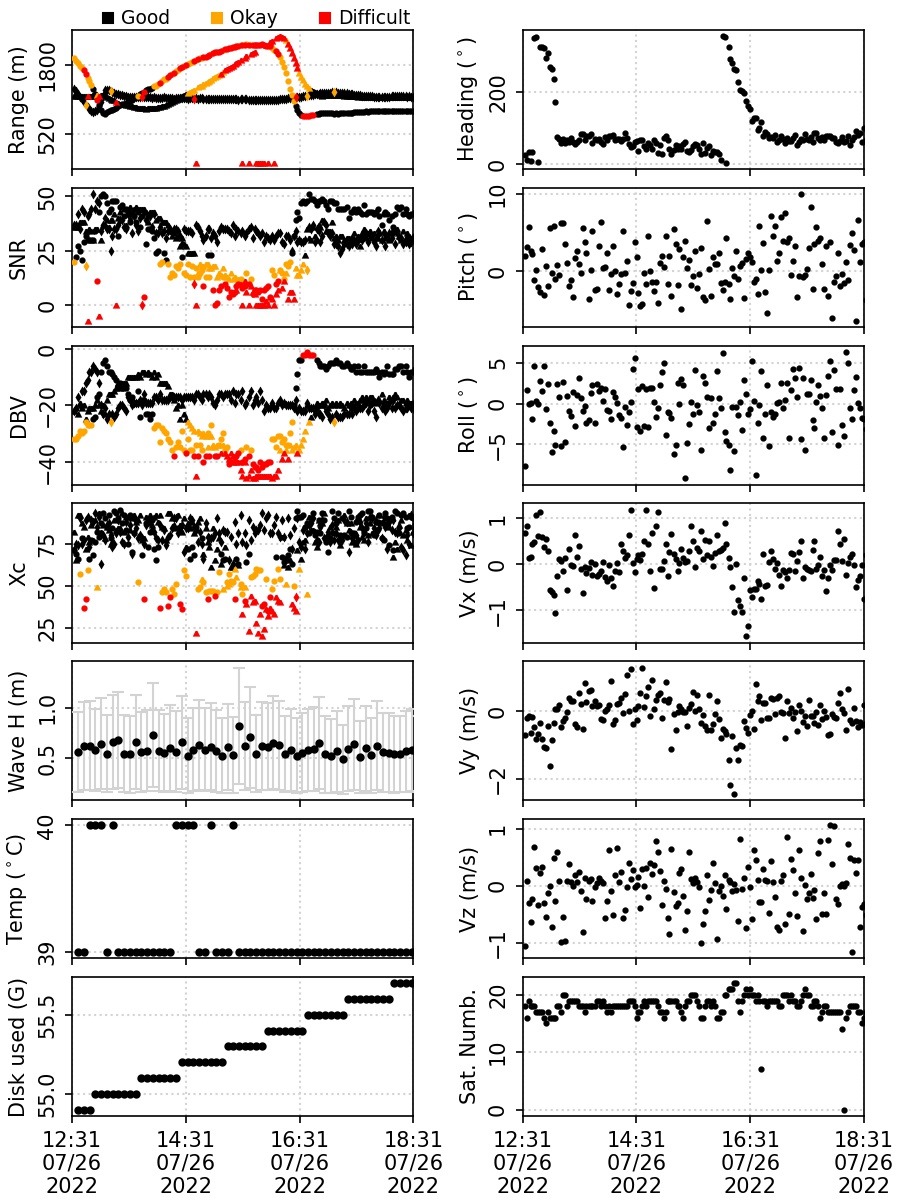 Good Okay Difficult
Range (m)
1800
520
Heading (°)
200
0
SNR
50
25
0
Pitch (°)
10
0
DBV
0
−20
−40
Roll (°)
5
0
−5
Xc
75
50
25
Vx (m/s)
1
0
−1
Wave H (m)
1.0
0.5
Vy (m/s)
0
−2
Temp (°C)
40
39
Vz (m/s)
1
0
−1
Disk used (G)
55.5
55.0
Sat. Numb.
20
10
0
12:31 14:31 16:31 18:31
07/26 07/26 07/26 07/26
2022 2022 2022 2022
12:31 14:31 16:31 18:31
07/26 07/26 07/26 07/26
2022 2022 2022 2022